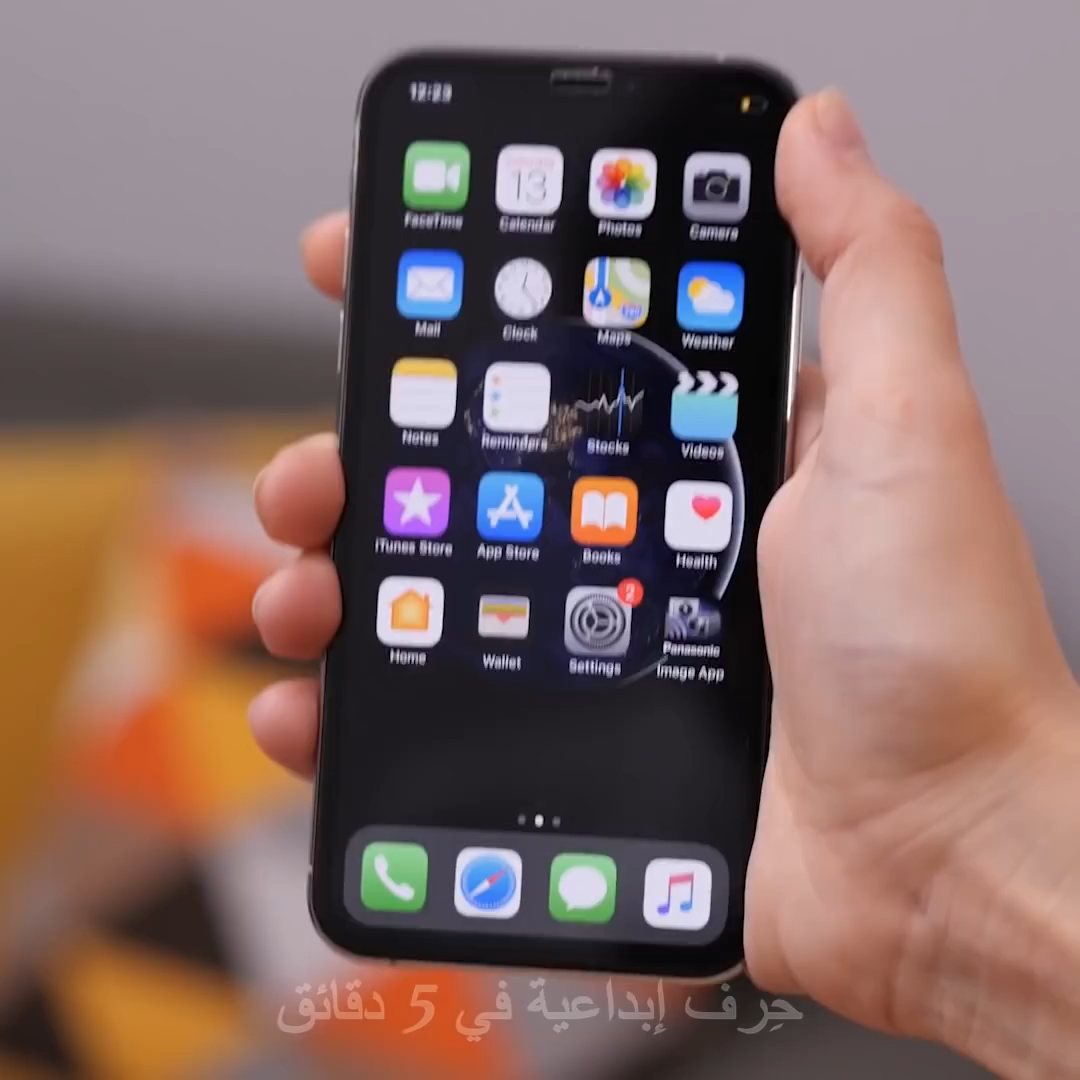 12:23
13
FaceTime Calendar Photos Camera
Mail Clock Maps Weather
Notes Reminders Stocks Videos
iTunes Store App Store Books Health
2
Panasonic
Home Wallet Settings Image App
حِرف إبداعية في 5 دقائق